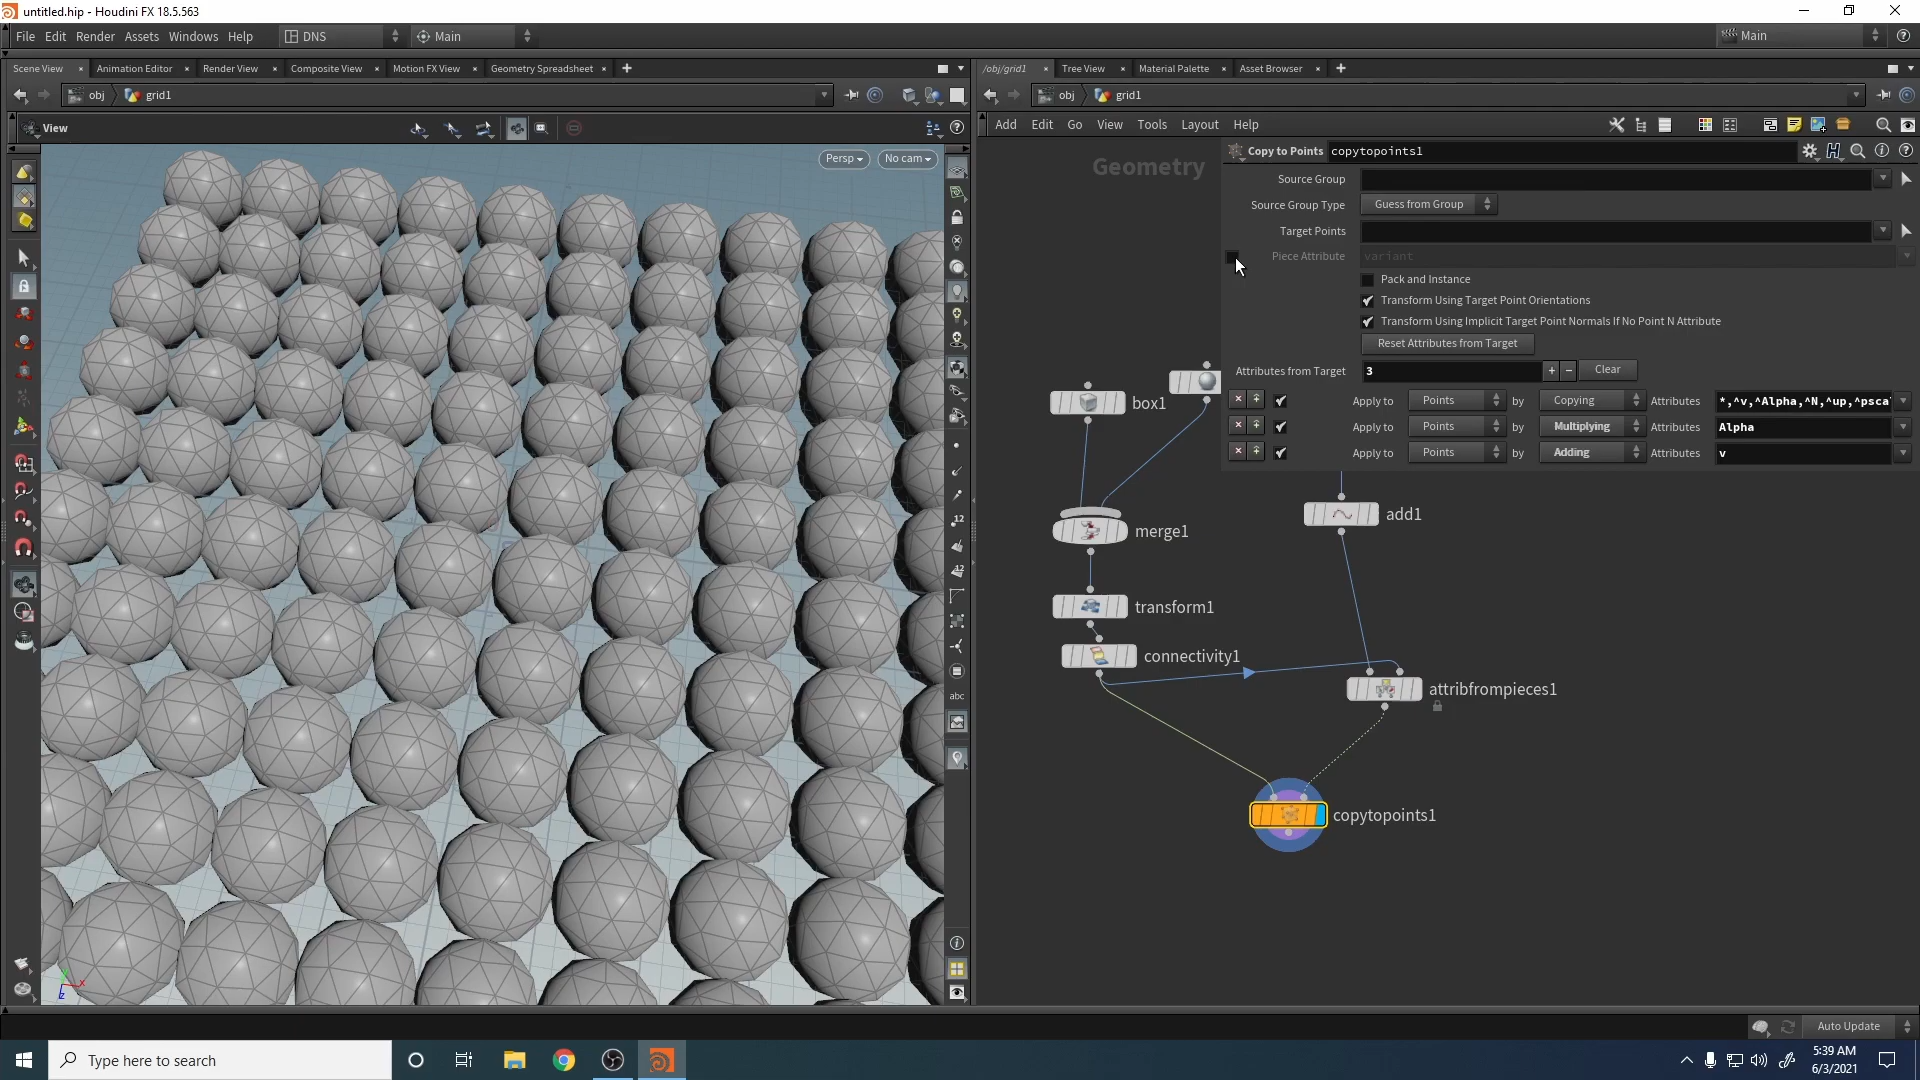 untitled.hip - Houdini FX 18.5.563
File Edit Render Assets Windows Help DNS Main Main
Scene View Animation Editor Render View Composite View Motion FX View Geometry Spreadsheet
/obj/grid1 Tree View Material Palette Asset Browser
obj grid1
obj grid1
View
Add Edit Go View Tools Layout Help
Persp No cam
Geometry
Copy to Points copytopoints1
Source Group
Source Group Type Guess from Group
Target Points
Piece Attribute variant
Pack and Instance
Transform Using Target Point Orientations
Transform Using Implicit Target Point Normals If No Point N Attribute
Reset Attributes from Target
Attributes from Target 3 Clear
Apply to Points by Copying Attributes *,^v,^Alpha,^N,^up,^psca
Apply to Points by Multiplying Attributes Alpha
Apply to Points by Adding Attributes v
box1
add1
merge1
transform1
connectivity1
attribfrompieces1
copytopoints1
12
12
abc
x
z
Auto Update
Type here to search
5:39 AM
6/3/2021